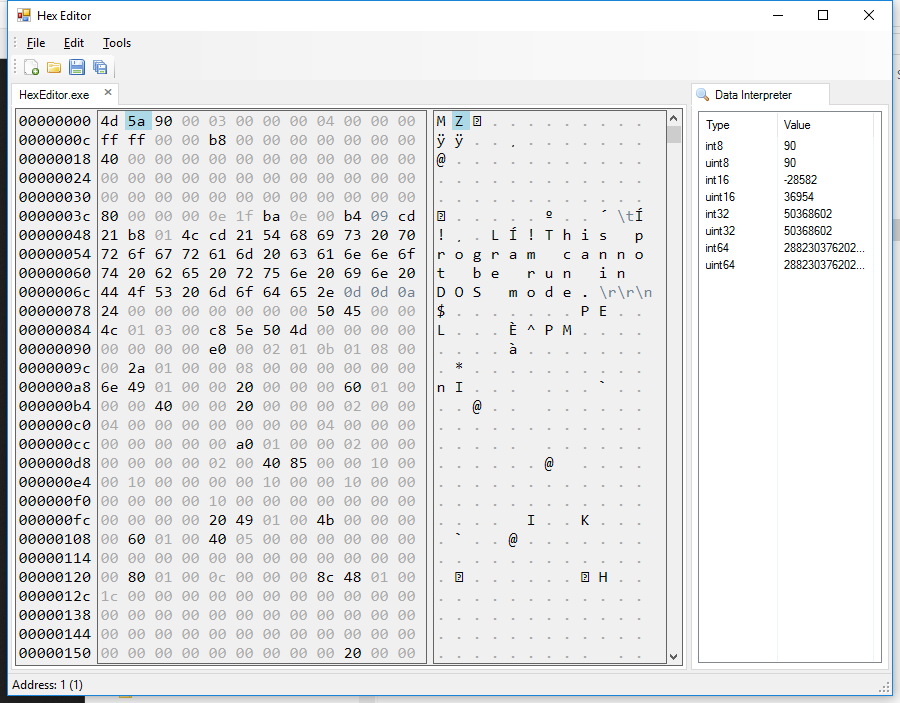 Hex Editor
File Edit Tools
HexEditor.exe
00000000 4d 5a 90 00 03 00 00 00 04 00 00 00 M Z . . . . . . . . .
0000000c ff ff 00 00 b8 00 00 00 00 00 00 00 ÿ ÿ . . ¸ . . . . . . .
00000018 40 00 00 00 00 00 00 00 00 00 00 00 @ . . . . . . . . . . .
00000024 00 00 00 00 00 00 00 00 00 00 00 00 . . . . . . . . . . . .
00000030 00 00 00 00 00 00 00 00 00 00 00 00 . . . . . . . . . . . .
0000003c 80 00 00 00 0e 1f ba 0e 00 b4 09 cd . . . . . º . . ´ \t Í
00000048 21 b8 01 4c cd 21 54 68 69 73 20 70 ! ¸ . L Í ! T h i s p
00000054 72 6f 67 72 61 6d 20 63 61 6e 6e 6f r o g r a m c a n n o
00000060 74 20 62 65 20 72 75 6e 20 69 6e 20 t b e r u n i n
0000006c 44 4f 53 20 6d 6f 64 65 2e 0d 0d 0a D O S m o d e . \r \r \n
00000078 24 00 00 00 00 00 00 00 50 45 00 00 $ . . . . . . . P E . .
00000084 4c 01 03 00 c8 5e 50 4d 00 00 00 00 L . . . È ^ P M . . . .
00000090 00 00 00 00 e0 00 02 01 0b 01 08 00 . . . . à . . . . . . .
0000009c 00 2a 01 00 00 08 00 00 00 00 00 00 . * . . . . . . . . . .
000000a8 6e 49 01 00 00 20 00 00 00 60 01 00 n I . . . . . . ` . .
000000b4 00 00 40 00 00 20 00 00 00 02 00 00 . . @ . . . . . . . .
000000c0 04 00 00 00 00 00 00 00 04 00 00 00 . . . . . . . . . . . .
000000cc 00 00 00 00 00 a0 01 00 00 02 00 00 . . . . . . . . . . .
000000d8 00 00 00 00 02 00 40 85 00 00 10 00 . . . . . . @ . . . .
000000e4 00 10 00 00 00 00 10 00 00 10 00 00 . . . . . . . . . . . .
000000f0 00 00 00 00 10 00 00 00 00 00 00 00 . . . . . . . . . . . .
000000fc 00 00 00 00 20 49 01 00 4b 00 00 00 . . . . I . . K . . .
00000108 00 60 01 00 40 05 00 00 00 00 00 00 . ` . . @ . . . . . . .
00000114 00 00 00 00 00 00 00 00 00 00 00 00 . . . . . . . . . . . .
00000120 00 80 01 00 0c 00 00 00 8c 48 01 00 . . . . . . . H . .
0000012c 1c 00 00 00 00 00 00 00 00 00 00 00 . . . . . . . . . . . .
00000138 00 00 00 00 00 00 00 00 00 00 00 00 . . . . . . . . . . . .
00000144 00 00 00 00 00 00 00 00 00 00 00 00 . . . . . . . . . . . .
00000150 00 00 00 00 00 00 00 00 00 20 00 00 . . . . . . . . . . .
Data Interpreter
Type Value
int8 90
uint8 90
int16 -28582
uint16 36954
int32 50368602
uint32 50368602
int64 288230376202...
uint64 288230376202...
Address: 1 (1)